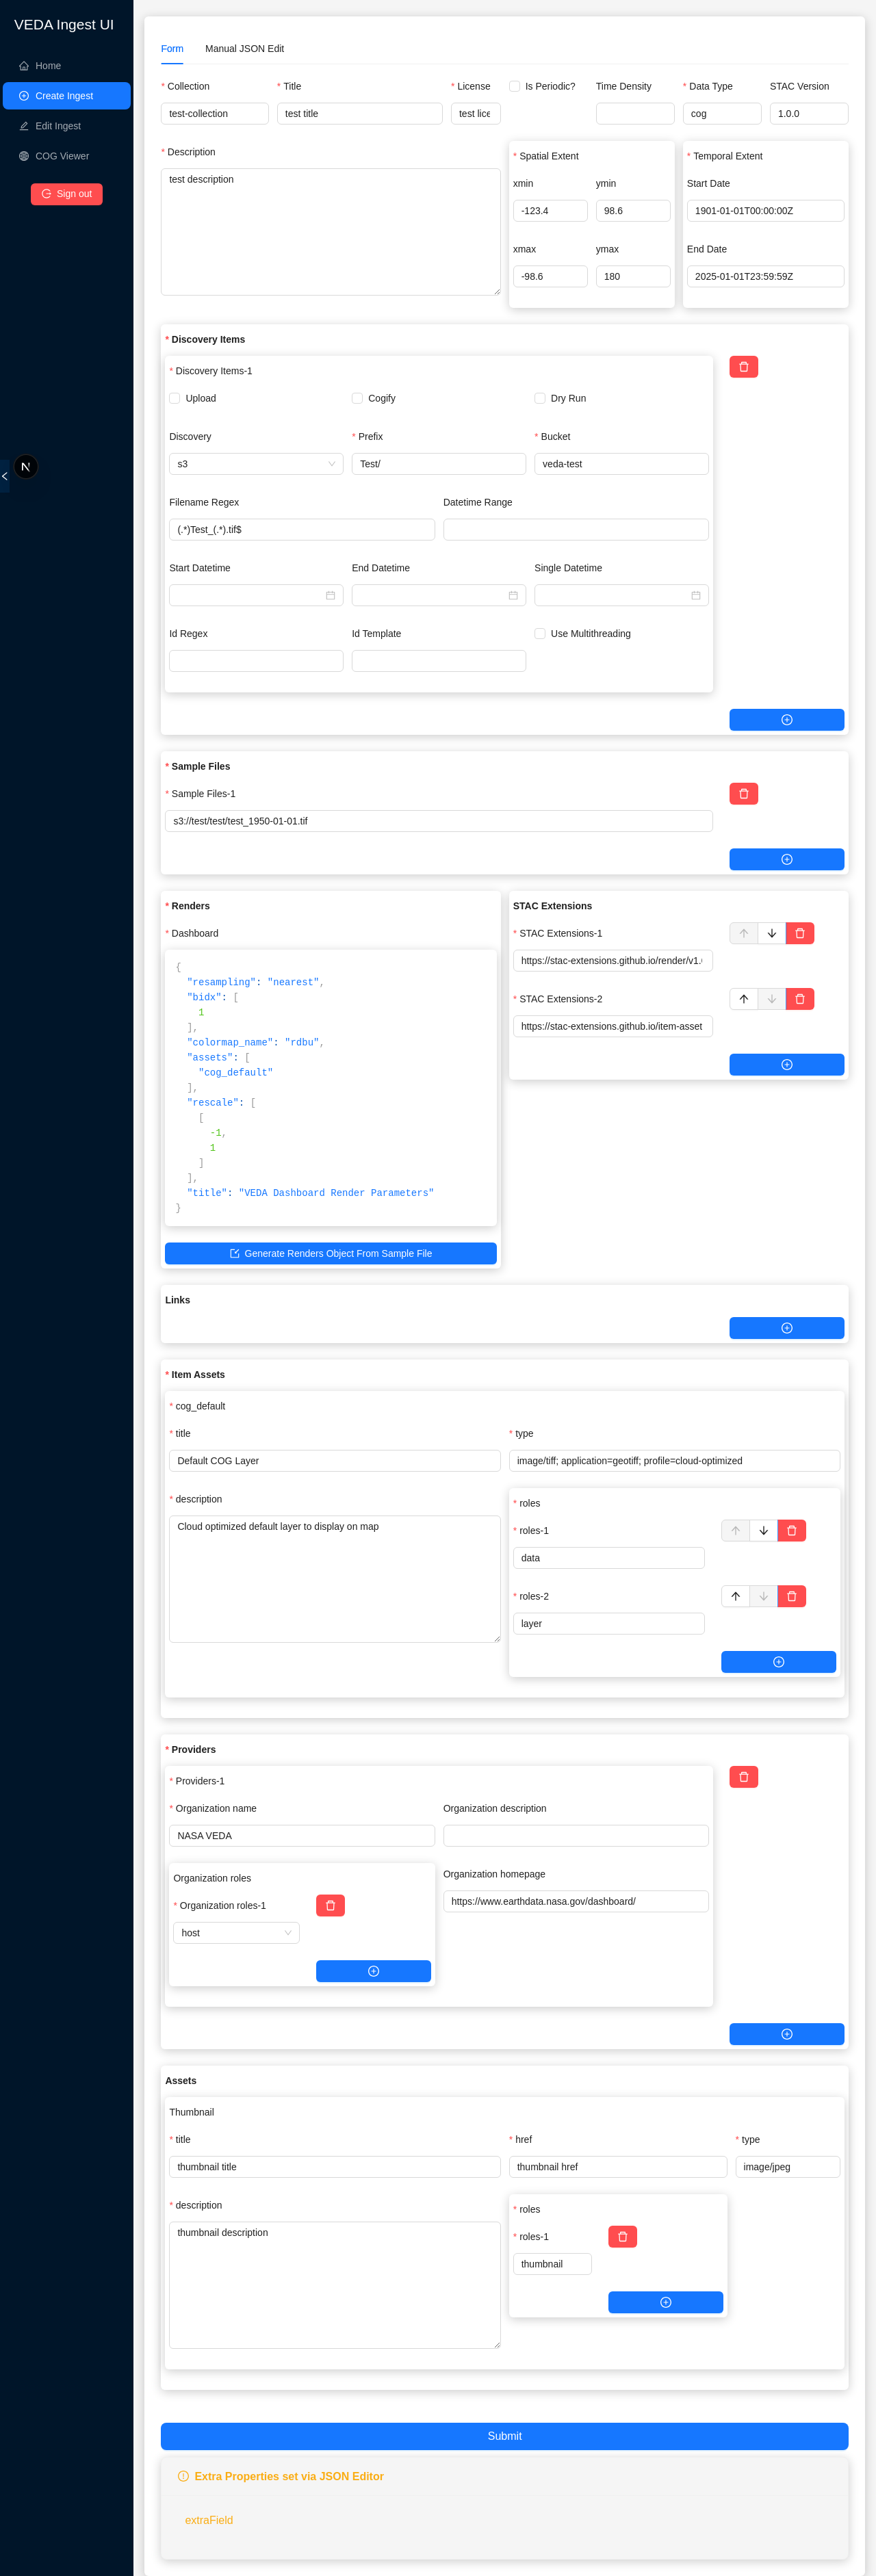 VEDA Ingest UI
Home
Create Ingest
Edit Ingest
COG Viewer
Sign out
Form Manual JSON Edit
* Collection * Title * License Is Periodic? Time Density * Data Type STAC Version
test-collection test title test lice cog 1.0.0
* Description
test description
* Spatial Extent
xmin ymin
-123.4 98.6
xmax ymax
-98.6 180
* Temporal Extent
Start Date
1901-01-01T00:00:00Z
End Date
2025-01-01T23:59:59Z
* Discovery Items
* Discovery Items-1
Upload Cogify Dry Run
Discovery * Prefix * Bucket
s3 Test/ veda-test
Filename Regex Datetime Range
(.*)Test_(.*).tif$
Start Datetime End Datetime Single Datetime
Id Regex Id Template Use Multithreading
* Sample Files
* Sample Files-1
s3://test/test/test_1950-01-01.tif
* Renders
* Dashboard
{
"resampling": "nearest",
"bidx": [
1
],
"colormap_name": "rdbu",
"assets": [
"cog_default"
],
"rescale": [
[
-1,
1
]
],
"title": "VEDA Dashboard Render Parameters"
}
Generate Renders Object From Sample File
STAC Extensions
* STAC Extensions-1
https://stac-extensions.github.io/render/v1.
* STAC Extensions-2
https://stac-extensions.github.io/item-asset
Links
* Item Assets
* cog_default
* title * type
Default COG Layer image/tiff; application=geotiff; profile=cloud-optimized
* description
Cloud optimized default layer to display on map
* roles
* roles-1
data
* roles-2
layer
* Providers
* Providers-1
* Organization name Organization description
NASA VEDA
Organization roles
* Organization roles-1
host
Organization homepage
https://www.earthdata.nasa.gov/dashboard/
Assets
Thumbnail
* title * href * type
thumbnail title thumbnail href image/jpeg
* description
thumbnail description
* roles
* roles-1
thumbnail
Submit
Extra Properties set via JSON Editor
extraField